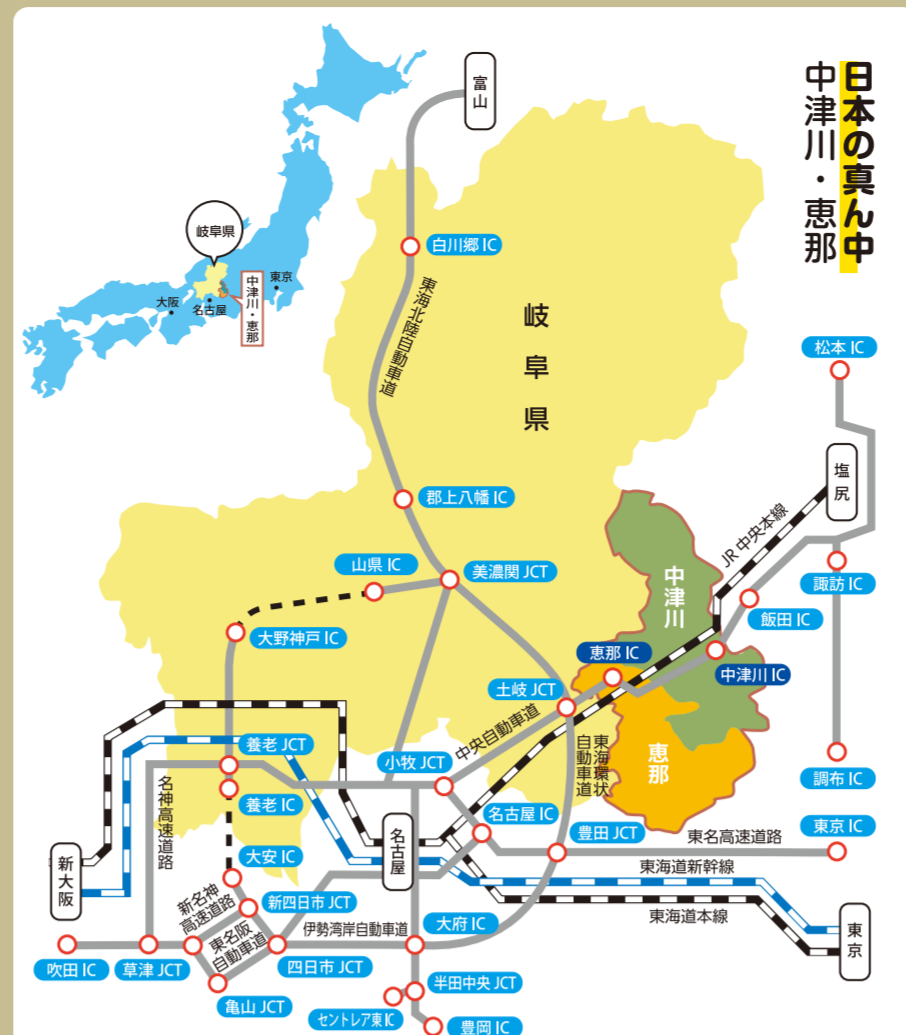 日本の真ん中
中津川・恵那
富山
岐阜県
東京
大阪
名古屋
中津川・恵那
白川郷 IC
東海北陸自動車道
岐阜県
松本 IC
塩尻
郡上八幡 IC
JR 中央本線
山県 IC
美濃関 JCT
中津川
諏訪 IC
飯田 IC
大野神戸 IC
恵那 IC
中津川 IC
土岐 JCT
中央自動車道
東海環状
自動車道
恵那
養老 JCT
小牧 JCT
調布 IC
名神高速道路
養老 IC
名古屋
名古屋 IC
豊田 JCT
東名高速道路
東京 IC
新大阪
大安 IC
東海道新幹線
新名神
高速道路
新四日市 JCT
東海道本線
東名阪
自動車道
伊勢湾岸自動車道
大府 IC
東京
吹田 IC
草津 JCT
四日市 JCT
亀山 JCT
半田中央 JCT
セントレア東 IC
豊岡 IC